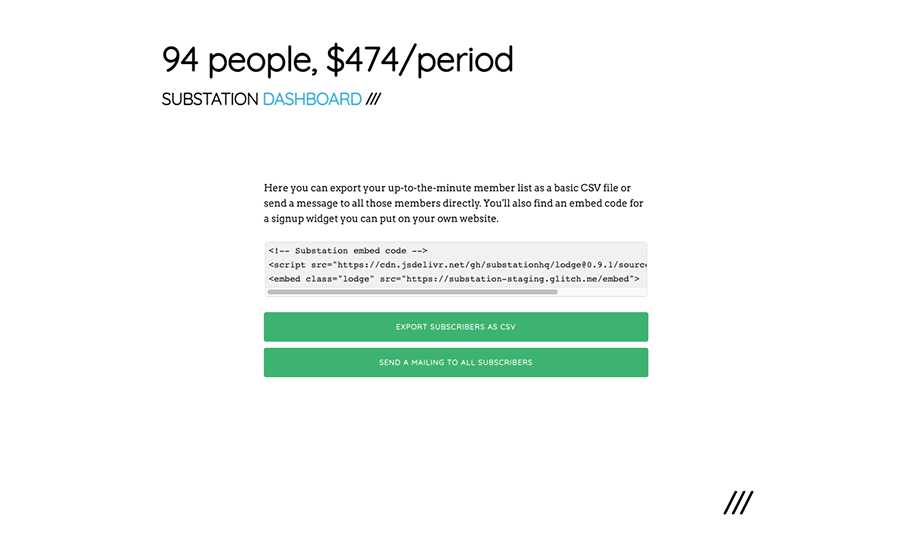 94 people, $474/period
SUBSTATION DASHBOARD ///
Here you can export your up-to-the-minute member list as a basic CSV file or
send a message to all those members directly. You'll also find an embed code for
a signup widget you can put on your own website.
<!-- Substation embed code -->
<script src="https://cdn.jsdelivr.net/gh/substationhq/lodge@0.9.1/source
<embed class="lodge" src="https://substation-staging.glitch.me/embed">
EXPORT SUBSCRIBERS AS CSV
SEND A MAILING TO ALL SUBSCRIBERS
///